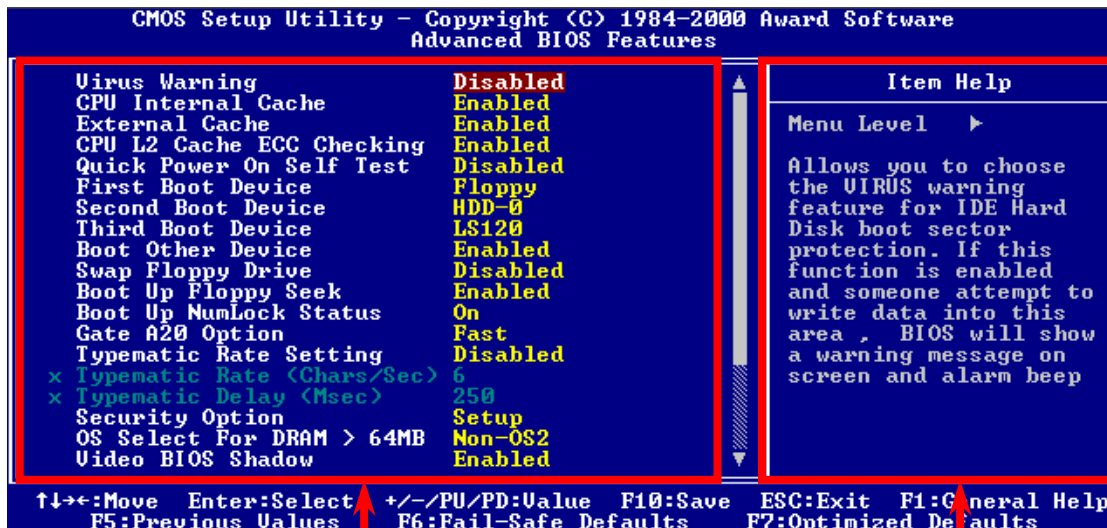 CMOS Setup Utility – Copyright (C) 1984–2000 Award Software
Advanced BIOS Features
Virus Warning Disabled
CPU Internal Cache Enabled
External Cache Enabled
CPU L2 Cache ECC Checking Enabled
Quick Power On Self Test Disabled
First Boot Device Floppy
Second Boot Device HDD-0
Third Boot Device LS120
Boot Other Device Enabled
Swap Floppy Drive Disabled
Boot Up Floppy Seek Enabled
Boot Up NumLock Status On
Gate A20 Option Fast
Typematic Rate Setting Disabled
x Typematic Rate (Chars/Sec) 6
x Typematic Delay (Msec) 250
Security Option Setup
OS Select For DRAM > 64MB Non-OS2
Video BIOS Shadow Enabled
Item Help
Menu Level ►
Allows you to choose
the VIRUS warning
feature for IDE Hard
Disk boot sector
protection. If this
function is enabled
and someone attempt to
write data into this
area , BIOS will show
a warning message on
screen and alarm beep
↑↓→←:Move Enter:Select +/-/PU/PD:Value F10:Save ESC:Exit F1:General Help
F5:Previous Values F6:Fail-Safe Defaults F7:Optimized Defaults